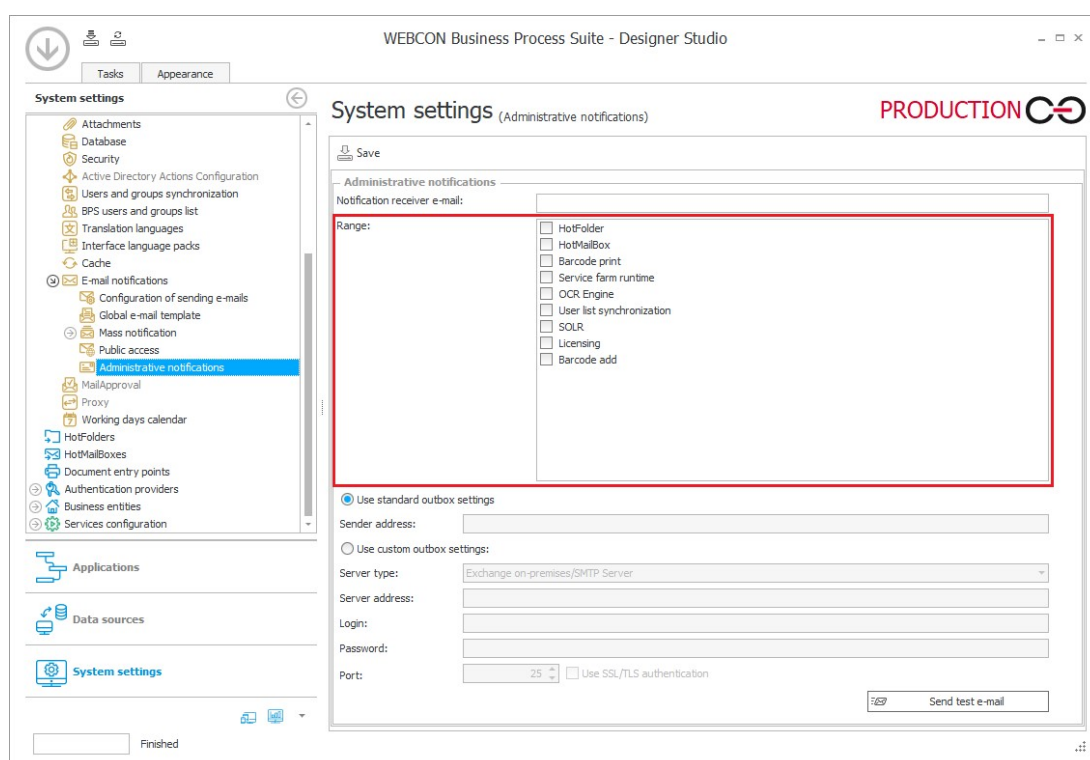 WEBCON Business Process Suite - Designer Studio
Tasks
Appearance
System settings
Attachments
Database
Security
Active Directory Actions Configuration
Users and groups synchronization
BPS users and groups list
Translation languages
Interface language packs
Cache
E-mail notifications
Configuration of sending e-mails
Global e-mail template
Mass notification
Public access
Administrative notifications
MailApproval
Proxy
Working days calendar
HotFolders
HotMailBoxes
Document entry points
Authentication providers
Business entities
Services configuration
Applications
Data sources
System settings
Finished
System settings (Administrative notifications)
PRODUCTION
Save
Administrative notifications
Notification receiver e-mail:
Range:
HotFolder
HotMailBox
Barcode print
Service farm runtime
OCR Engine
User list synchronization
SOLR
Licensing
Barcode add
Use standard outbox settings
Sender address:
Use custom outbox settings:
Server type: Exchange on-premises/SMTP Server
Server address:
Login:
Password:
Port: 25 Use SSL/TLS authentication
Send test e-mail